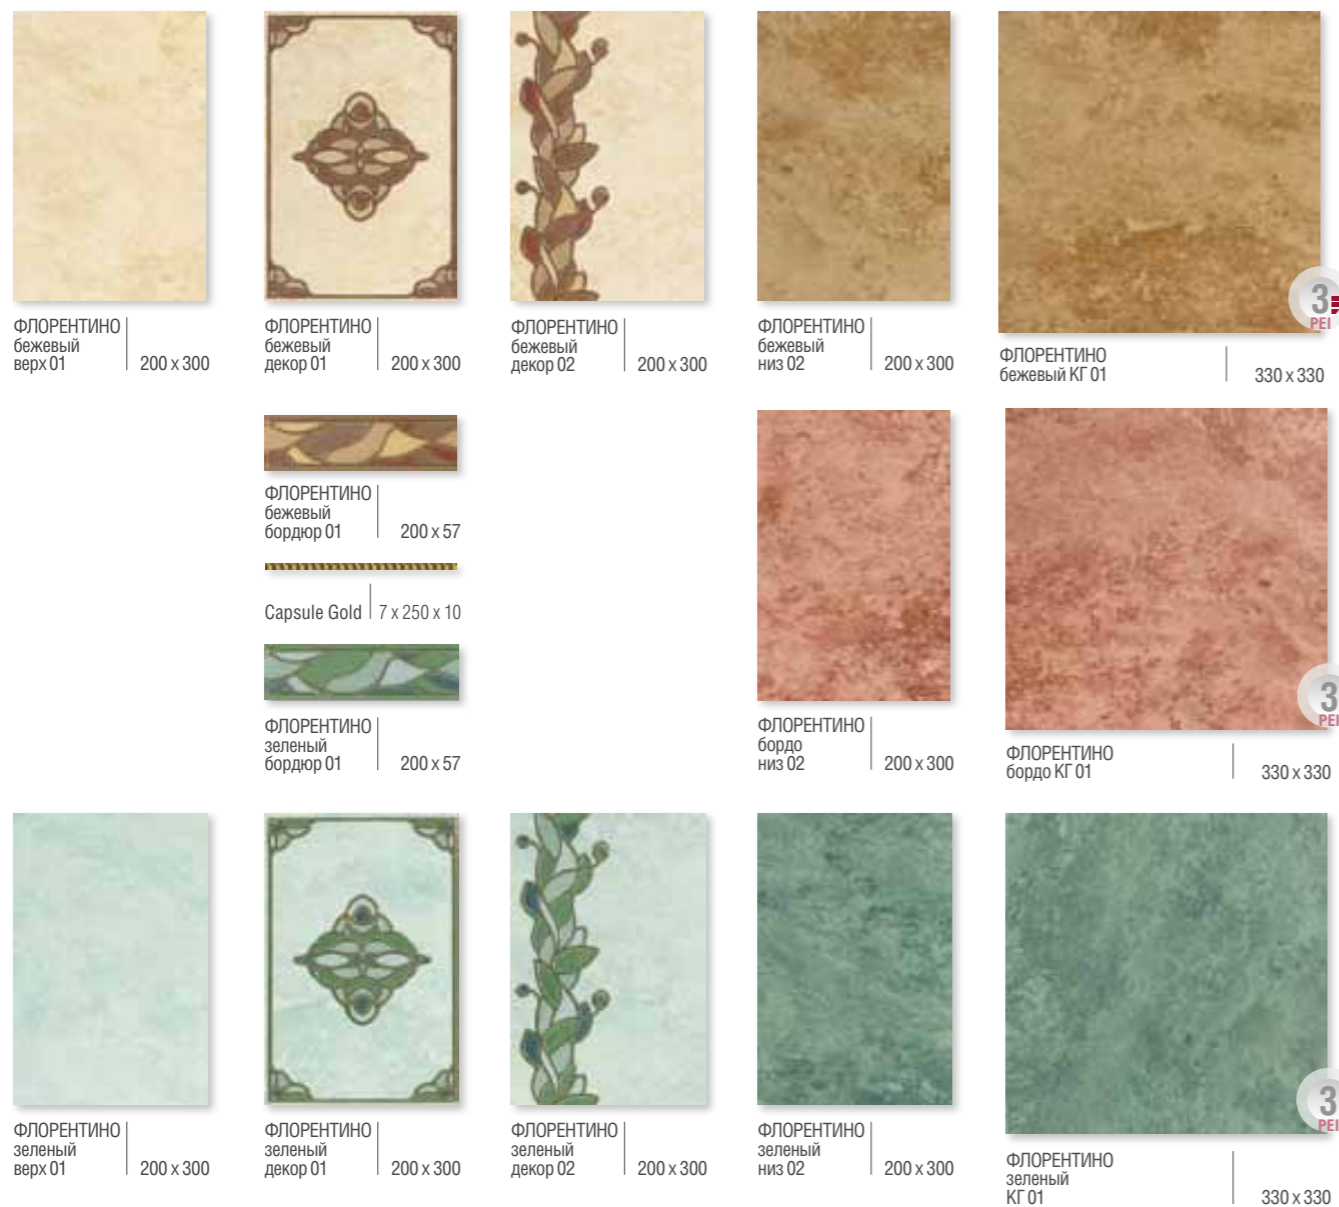 3
PEI
ФЛОРЕНТИНО
бежевый
верх 01
200 x 300
ФЛОРЕНТИНО
бежевый
декор 01
200 x 300
ФЛОРЕНТИНО
бежевый
декор 02
200 x 300
ФЛОРЕНТИНО
бежевый
низ 02
200 x 300
ФЛОРЕНТИНО
бежевый КГ 01
330 x 330
ФЛОРЕНТИНО
бежевый
бордюр 01
200 x 57
Capsule Gold
7 x 250 x 10
ФЛОРЕНТИНО
зеленый
бордюр 01
200 x 57
ФЛОРЕНТИНО
бордо
низ 02
200 x 300
3
PEI
ФЛОРЕНТИНО
бордо КГ 01
330 x 330
ФЛОРЕНТИНО
зеленый
верх 01
200 x 300
ФЛОРЕНТИНО
зеленый
декор 01
200 x 300
ФЛОРЕНТИНО
зеленый
декор 02
200 x 300
ФЛОРЕНТИНО
зеленый
низ 02
200 x 300
3
PEI
ФЛОРЕНТИНО
зеленый
КГ 01
330 x 330